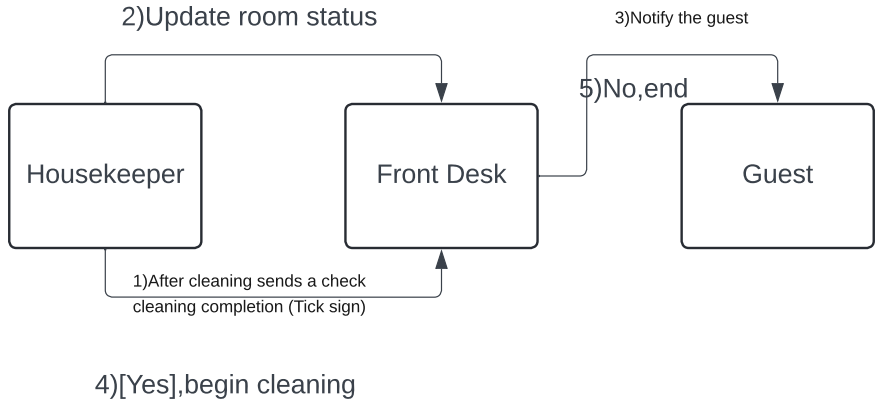 2)Update room status
3)Notify the guest
5)No,end
Housekeeper
Front Desk
Guest
1)After cleaning sends a check
cleaning completion (Tick sign)
4)[Yes],begin cleaning